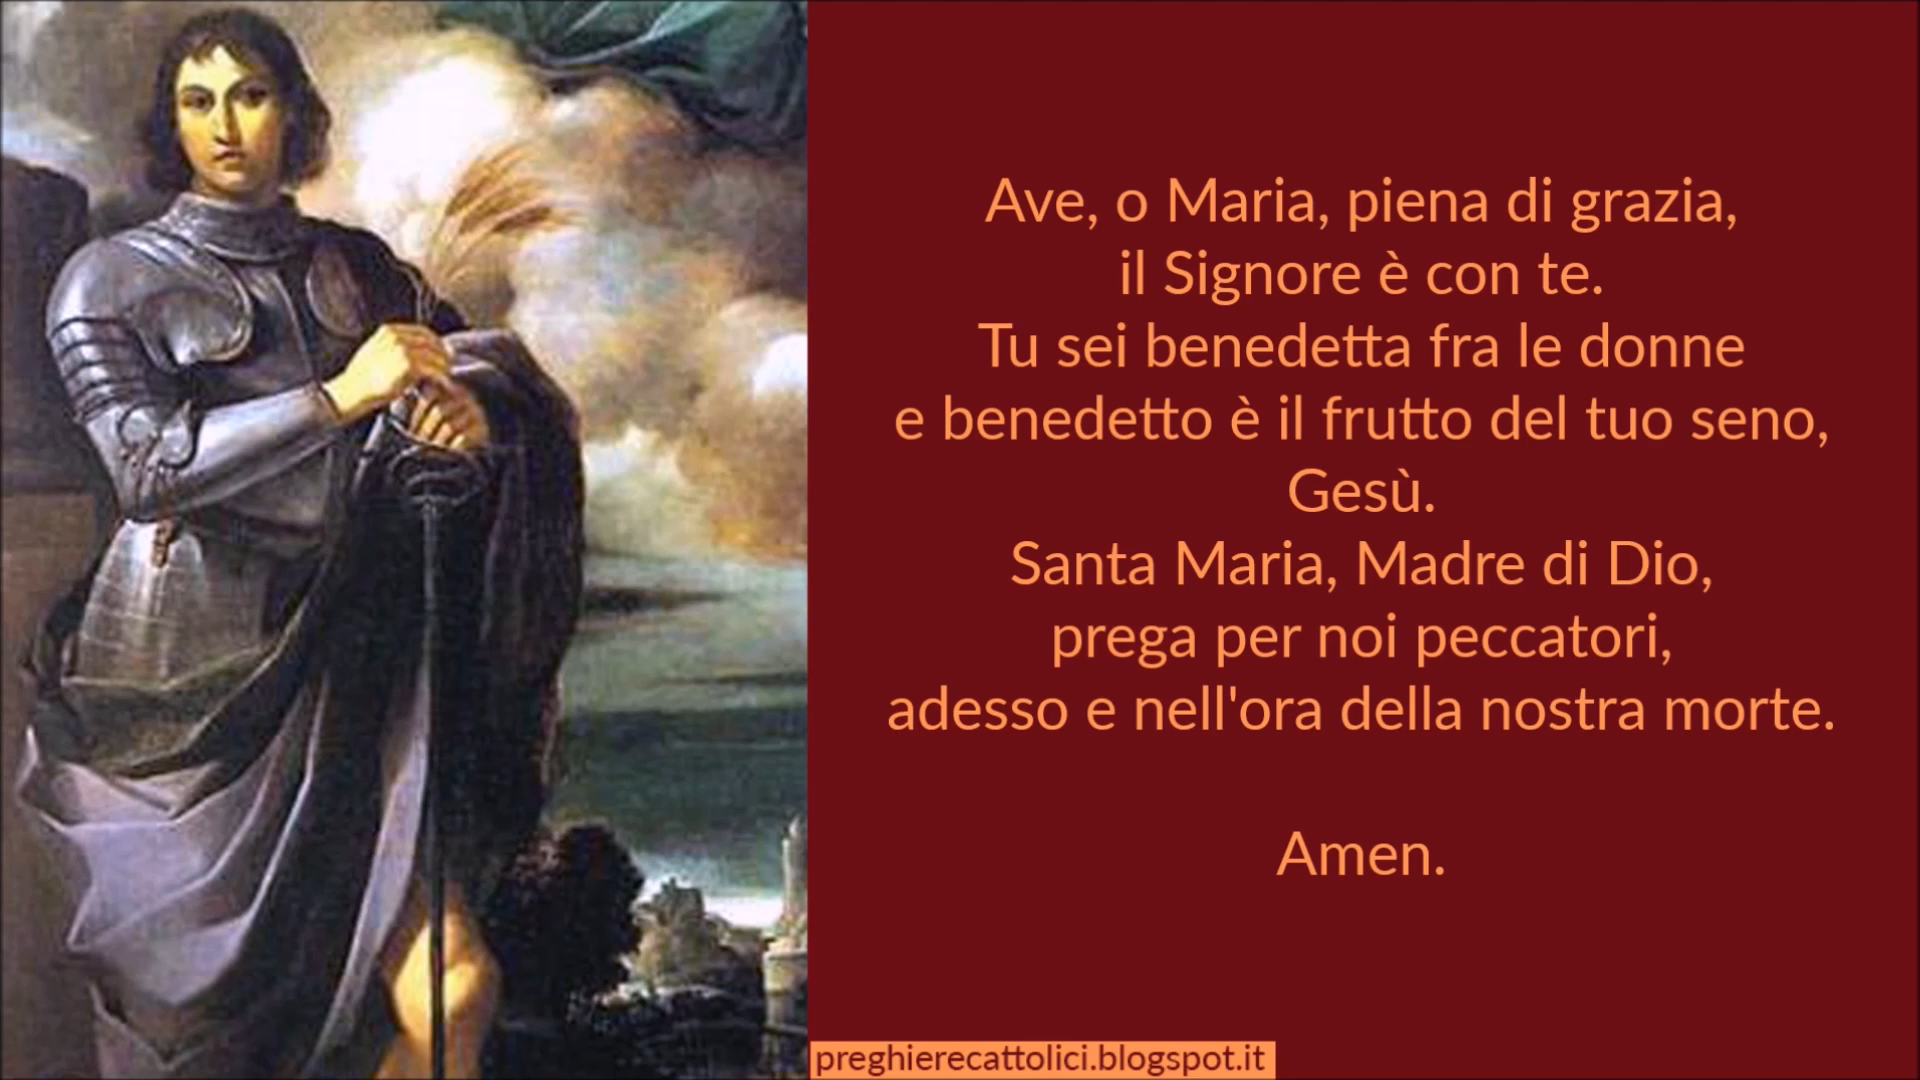 Ave, o Maria, piena di grazia,
il Signore è con te.
Tu sei benedetta fra le donne
e benedetto è il frutto del tuo seno,
Gesù.
Santa Maria, Madre di Dio,
prega per noi peccatori,
adesso e nell'ora della nostra morte.
Amen.
preghierecattolici.blogspot.it